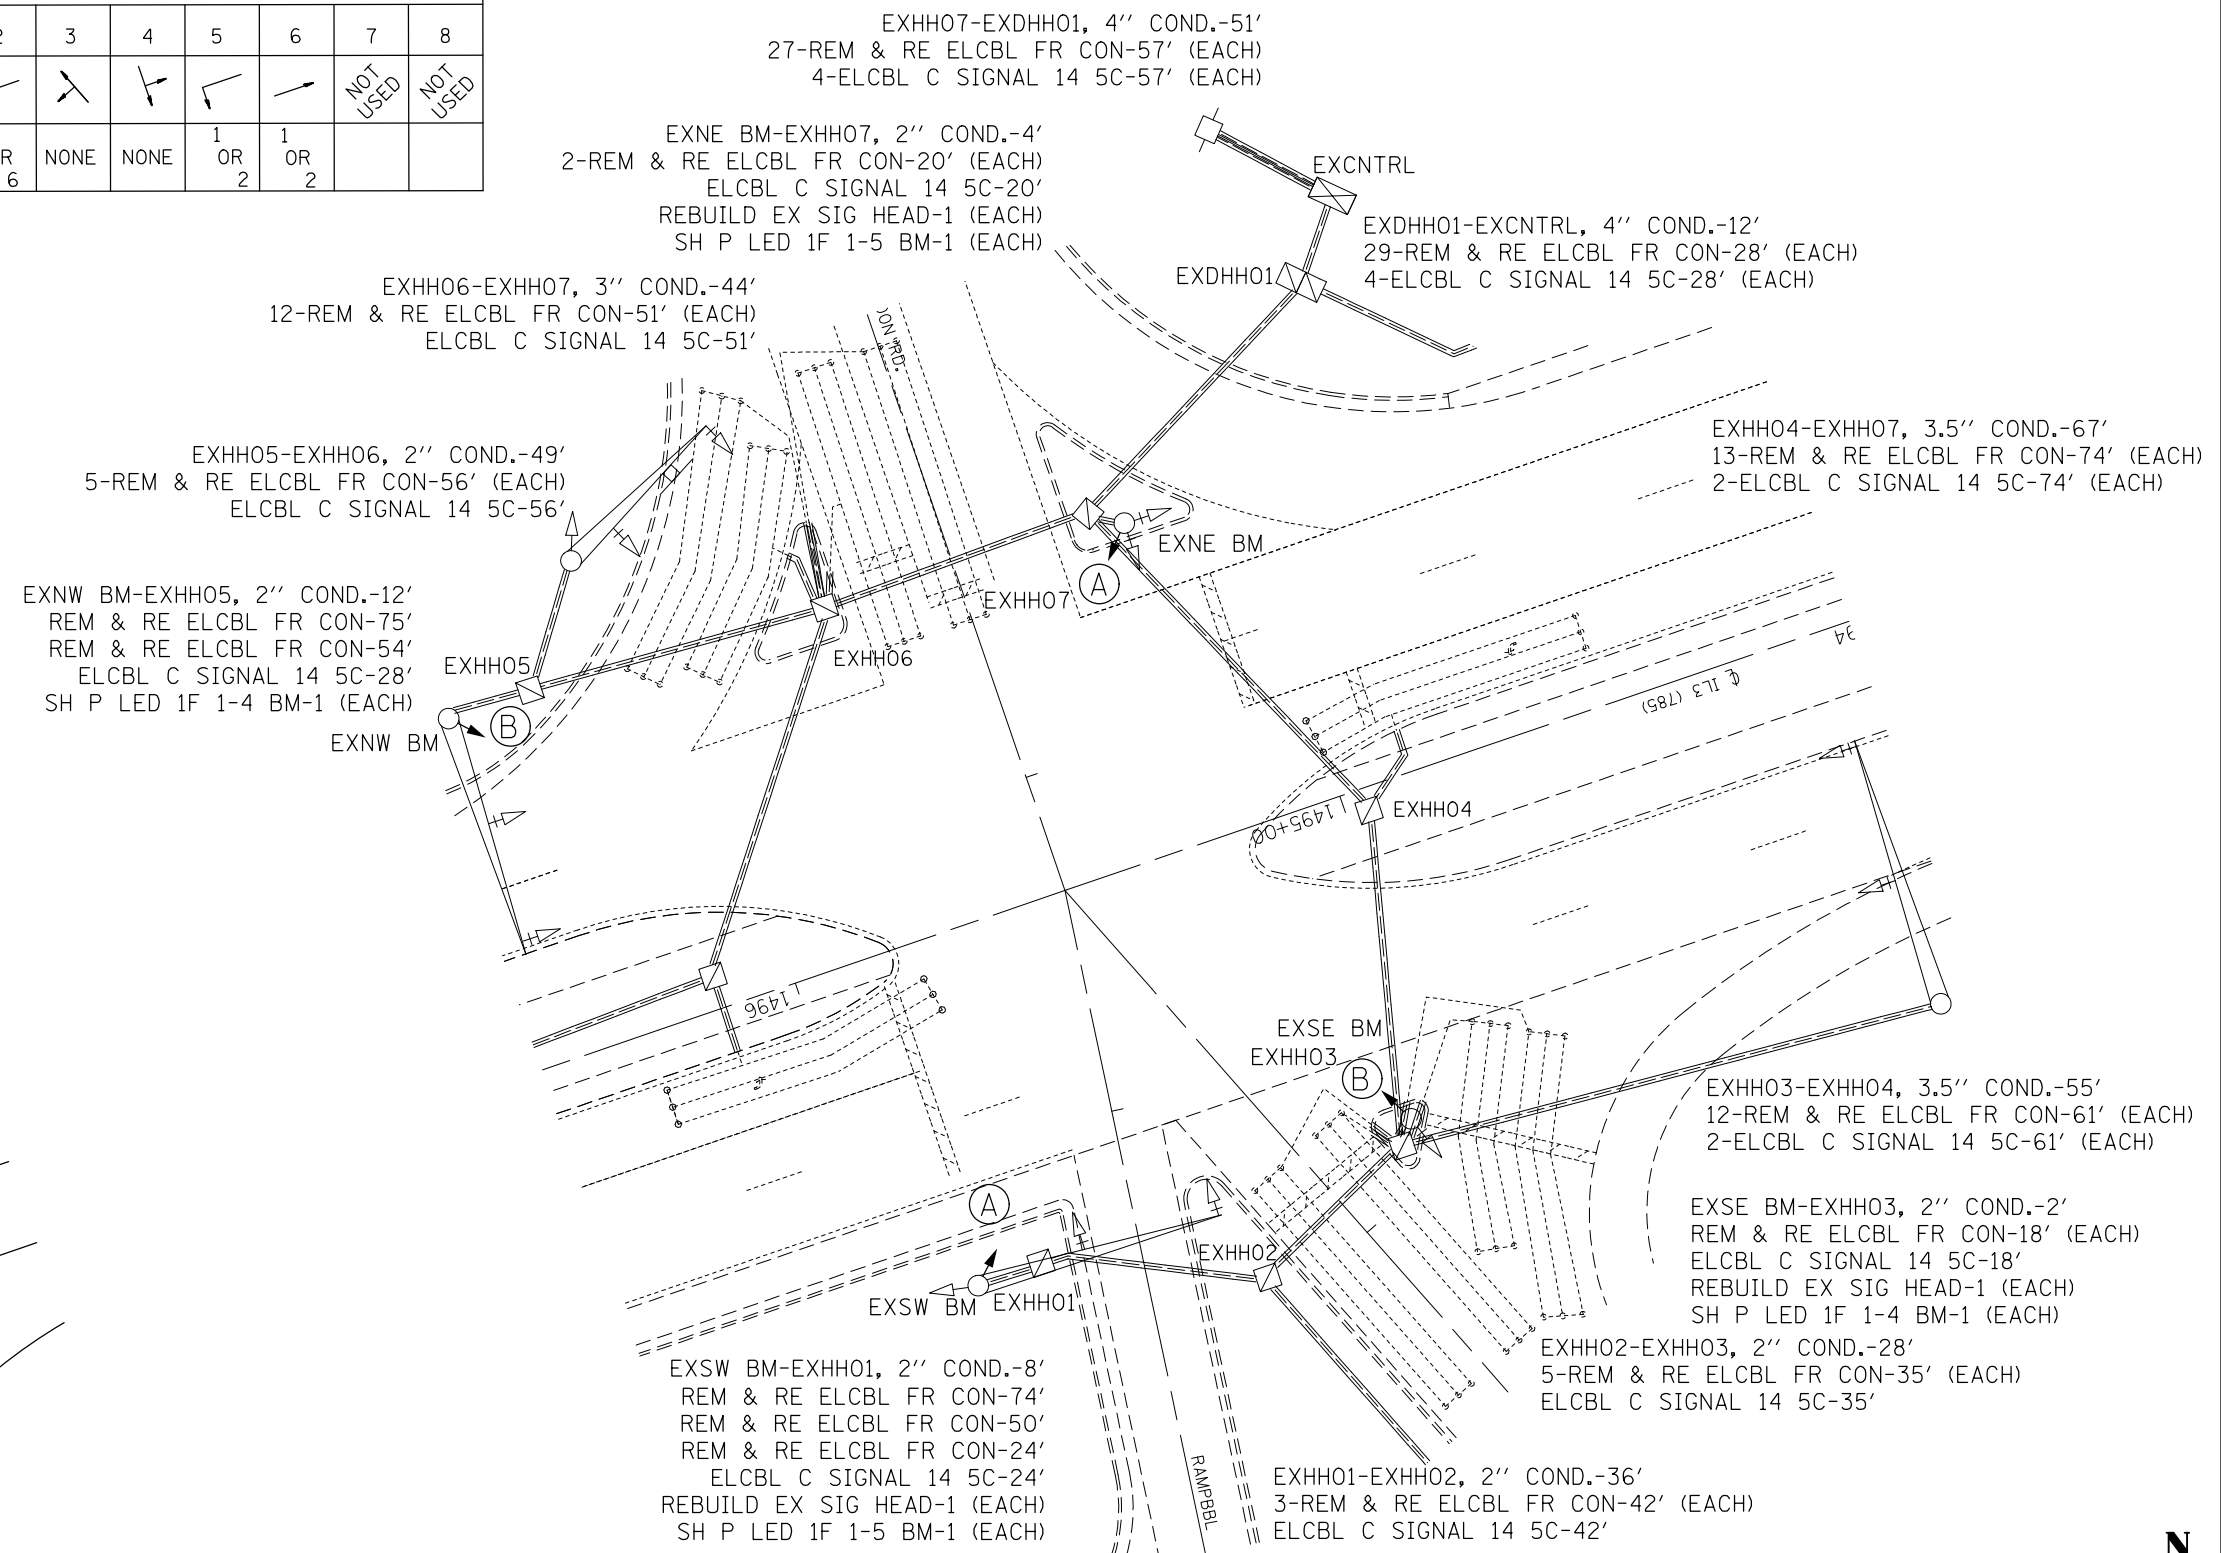 3 4 5 6 7 8
NOT
USED
NOT
USED
6
NONE
NONE
1
OR
2
1
OR
2
EXHH07-EXDHH01, 4'' COND.-51'
27-REM & RE ELCBL FR CON-57' (EACH)
4-ELCBL C SIGNAL 14 5C-57' (EACH)
EXNE BM-EXHH07, 2'' COND.-4'
2-REM & RE ELCBL FR CON-20' (EACH)
ELCBL C SIGNAL 14 5C-20'
REBUILD EX SIG HEAD-1 (EACH)
SH P LED 1F 1-5 BM-1 (EACH)
EXCNTRL
EXDHH01-EXCNTRL, 4'' COND.-12'
29-REM & RE ELCBL FR CON-28' (EACH)
4-ELCBL C SIGNAL 14 5C-28' (EACH)
EXDHH01
EXHH06-EXHH07, 3'' COND.-44'
12-REM & RE ELCBL FR CON-51' (EACH)
ELCBL C SIGNAL 14 5C-51'
RD.
EXHH04-EXHH07, 3.5'' COND.-67'
13-REM & RE ELCBL FR CON-74' (EACH)
2-ELCBL C SIGNAL 14 5C-74' (EACH)
EXHH05-EXHH06, 2'' COND.-49'
5-REM & RE ELCBL FR CON-56' (EACH)
ELCBL C SIGNAL 14 5C-56'
EXNE BM
A
EXHH07
EXNW BM-EXHH05, 2'' COND.-12'
REM & RE ELCBL FR CON-75'
REM & RE ELCBL FR CON-54'
ELCBL C SIGNAL 14 5C-28'
SH P LED 1F 1-4 BM-1 (EACH)
EXHH05
EXHH06
B
EXNW BM
℄ IL3 (785)
94
EXHH04
1495+00
1496
EXSE BM
EXHH03
B
EXHH03-EXHH04, 3.5'' COND.-55'
12-REM & RE ELCBL FR CON-61' (EACH)
2-ELCBL C SIGNAL 14 5C-61' (EACH)
A
EXSE BM-EXHH03, 2'' COND.-2'
REM & RE ELCBL FR CON-18' (EACH)
ELCBL C SIGNAL 14 5C-18'
REBUILD EX SIG HEAD-1 (EACH)
SH P LED 1F 1-4 BM-1 (EACH)
EXHH02
EXSW BM
EXHH01
EXHH02-EXHH03, 2'' COND.-28'
5-REM & RE ELCBL FR CON-35' (EACH)
ELCBL C SIGNAL 14 5C-35'
EXSW BM-EXHH01, 2'' COND.-8'
REM & RE ELCBL FR CON-74'
REM & RE ELCBL FR CON-50'
REM & RE ELCBL FR CON-24'
ELCBL C SIGNAL 14 5C-24'
REBUILD EX SIG HEAD-1 (EACH)
SH P LED 1F 1-5 BM-1 (EACH)
RAMPBBL
EXHH01-EXHH02, 2'' COND.-36'
3-REM & RE ELCBL FR CON-42' (EACH)
ELCBL C SIGNAL 14 5C-42'
N